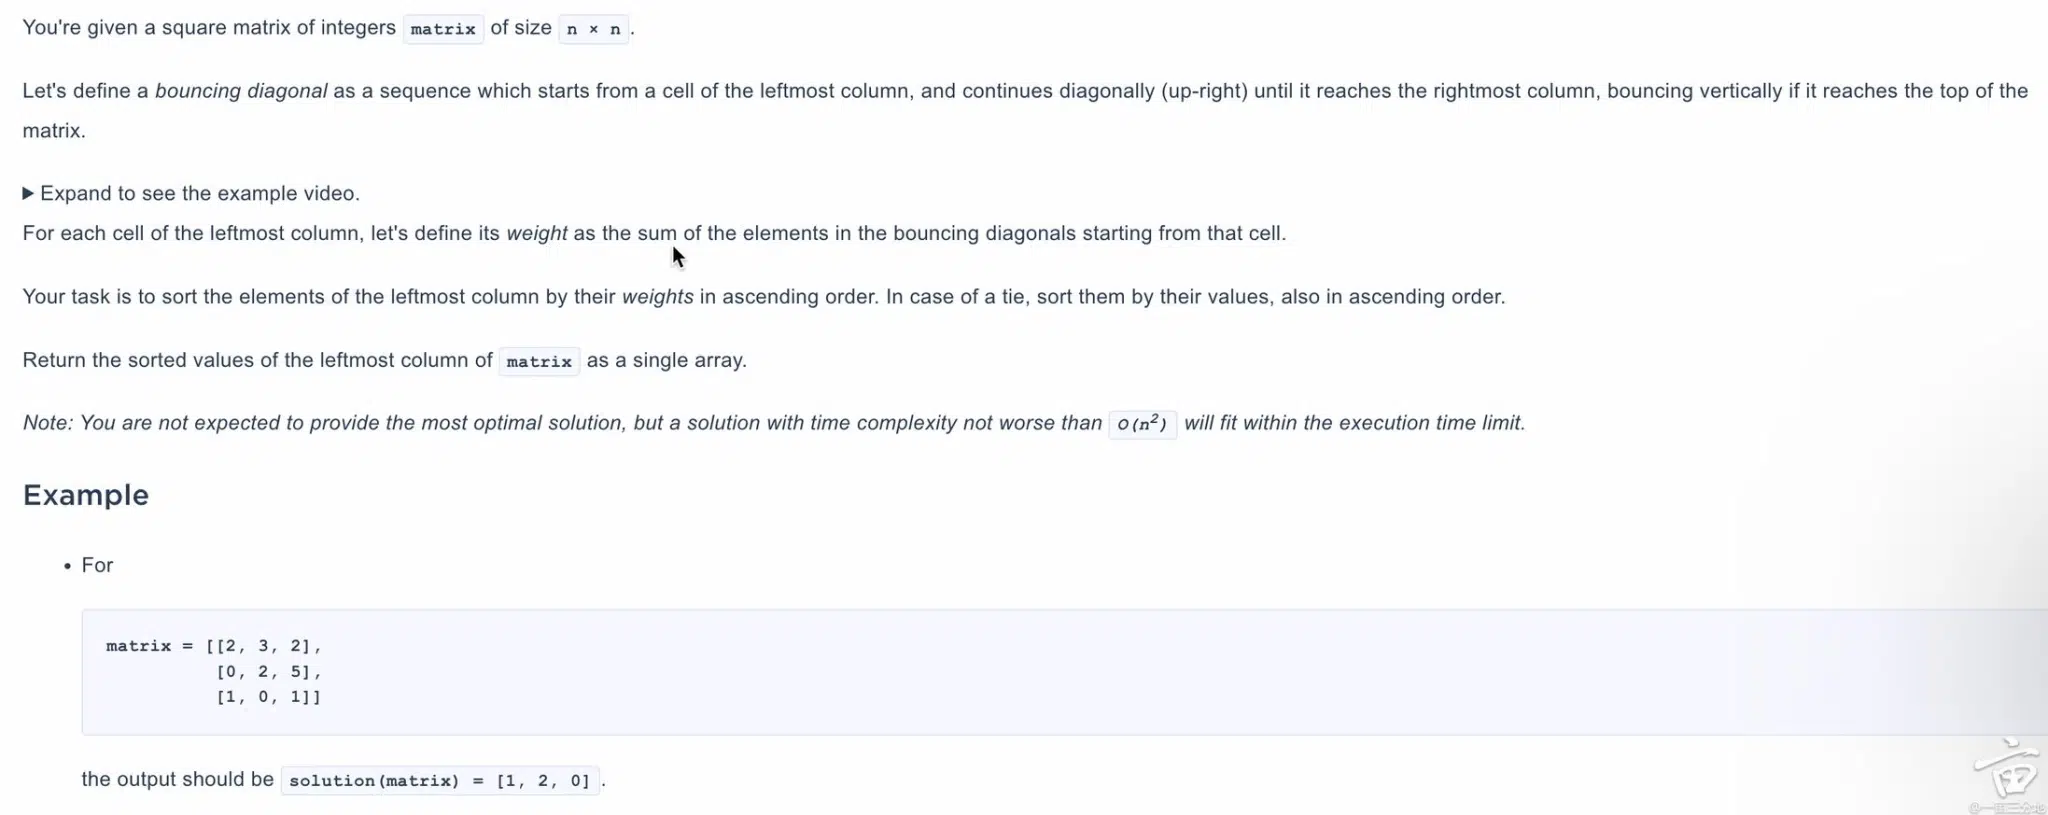 You're given a square matrix of integers matrix of size n × n.
Let's define a bouncing diagonal as a sequence which starts from a cell of the leftmost column, and continues diagonally (up-right) until it reaches the rightmost column, bouncing vertically if it reaches the top of the
matrix.
▶ Expand to see the example video.
For each cell of the leftmost column, let's define its weight as the sum of the elements in the bouncing diagonals starting from that cell.
Your task is to sort the elements of the leftmost column by their weights in ascending order. In case of a tie, sort them by their values, also in ascending order.
Return the sorted values of the leftmost column of matrix as a single array.
Note: You are not expected to provide the most optimal solution, but a solution with time complexity not worse than O(n²) will fit within the execution time limit.
Example
• For
matrix = [[2, 3, 2],
[0, 2, 5],
[1, 0, 1]]
the output should be solution(matrix) = [1, 2, 0].
@一亩三分地